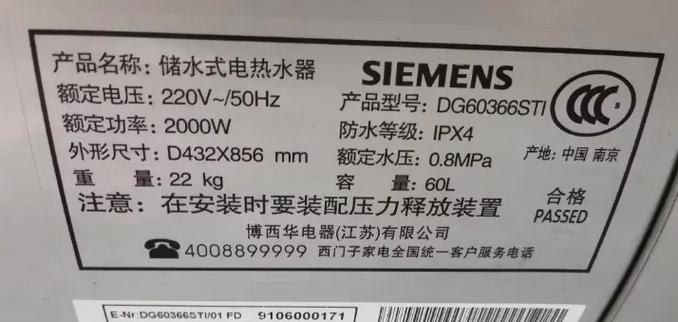 产品名称: 储水式电热水器
SIEMENS
额定电压: 220V~/50Hz
产品型号: DG60366STI
CCC S
额定功率: 2000W
防水等级: IPX4
外形尺寸: D432X856 mm
额定水压: 0.8MPa
产地: 中国 南京
重 量: 22 kg
容 量: 60L
合格
PASSED
注意: 在安装时要装配压力释放装置
博西华电器(江苏)有限公司
☎4008899999 西门子家电全国统一客户服务电话
E-Nr:DG60366STI/01 FD 9106000171